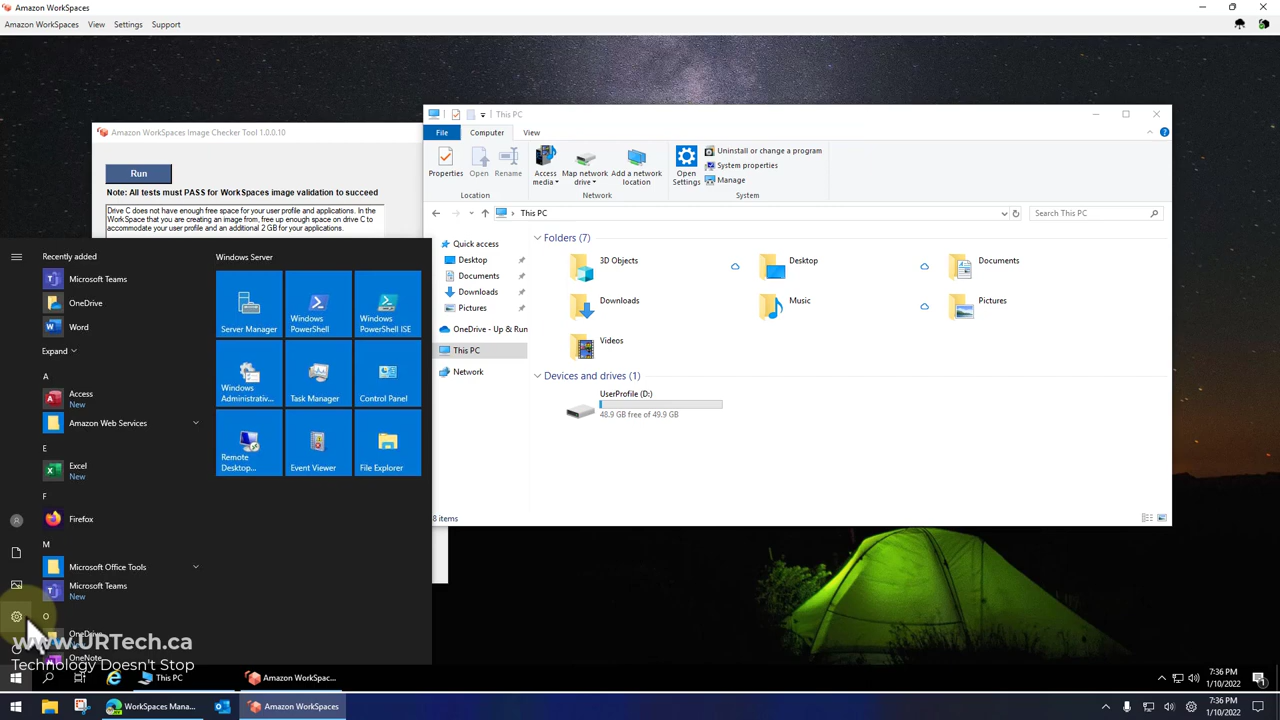 Amazon WorkSpaces
Amazon WorkSpaces View Settings Support
Amazon WorkSpaces Image Checker Tool 1.0.0.10
Run
Note: All tests must PASS for WorkSpaces image validation to succeed
Drive C does not have enough free space for your user profile and applications. In the
WorkSpace that you are creating an image from, free up enough space on drive C to
accommodate your user profile and an additional 2 GB for your applications.
This PC
File Computer View
Properties
Open
Rename
Access
media
Map network
drive
Add a network
location
Open
Settings
Uninstall or change a program
System properties
Manage
Location
Network
System
This PC
Search This PC
Quick access
Desktop
Documents
Downloads
Pictures
OneDrive - Up & Run
This PC
Network
Folders (7)
3D Objects
Desktop
Documents
Downloads
Music
Pictures
Videos
Devices and drives (1)
UserProfile (D:)
48.9 GB free of 49.9 GB
8 items
Recently added
Microsoft Teams
OneDrive
Word
Expand
A
Access
New
Amazon Web Services
E
Excel
New
F
Firefox
M
Microsoft Office Tools
Microsoft Teams
New
O
OneDrive
OneNote
Windows Server
Server Manager
Windows
PowerShell
Windows
PowerShell ISE
Windows
Administrativ...
Task Manager
Control Panel
Remote
Desktop...
Event Viewer
File Explorer
www.URTech.ca
Technology Doesn't Stop
This PC
Amazon WorkSpac...
7:36 PM
1/10/2022
1
WorkSpaces Mana...
Amazon WorkSpaces
7:36 PM
1/10/2022